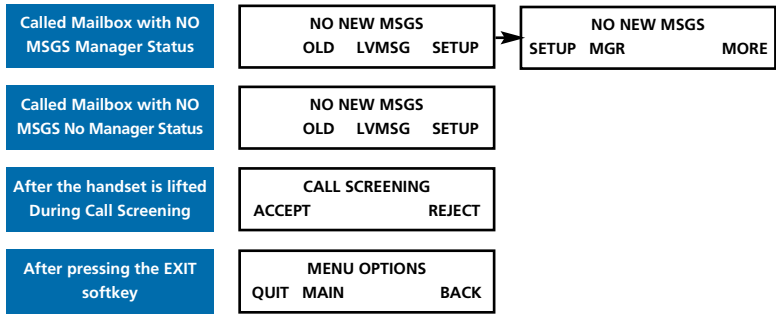 Called Mailbox with NO
MSGS Manager Status
NO NEW MSGS
OLD LVMSG SETUP
NO NEW MSGS
SETUP MGR MORE
Called Mailbox with NO
MSGS No Manager Status
NO NEW MSGS
OLD LVMSG SETUP
After the handset is lifted
During Call Screening
CALL SCREENING
ACCEPT REJECT
After pressing the EXIT
softkey
MENU OPTIONS
QUIT MAIN BACK